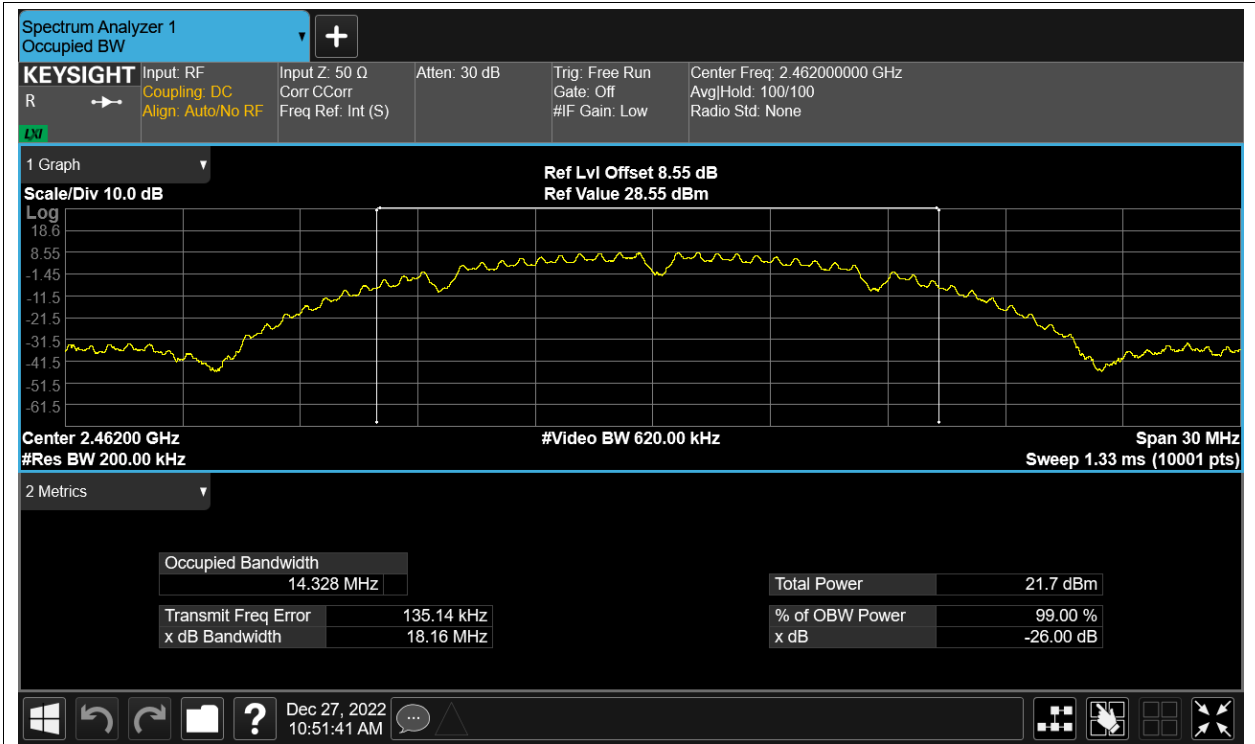 Spectrum Analyzer 1
Occupied BW
KEYSIGHT
R
LXI
Input: RF
Coupling: DC
Align: Auto/No RF
Input Z: 50 Ω
Corr CCorr
Freq Ref: Int (S)
Atten: 30 dB
Trig: Free Run
Gate: Off
#IF Gain: Low
Center Freq: 2.462000000 GHz
Avg|Hold: 100/100
Radio Std: None
1 Graph
Scale/Div 10.0 dB
Ref Lvl Offset 8.55 dB
Ref Value 28.55 dBm
Log
18.6
8.55
-1.45
-11.5
-21.5
-31.5
-41.5
-51.5
-61.5
Center 2.46200 GHz
#Res BW 200.00 kHz
#Video BW 620.00 kHz
Span 30 MHz
Sweep 1.33 ms (10001 pts)
2 Metrics
Occupied Bandwidth
14.328 MHz
Transmit Freq Error 135.14 kHz
x dB Bandwidth 18.16 MHz
Total Power 21.7 dBm
% of OBW Power 99.00 %
x dB -26.00 dB
?
Dec 27, 2022
10:51:41 AM